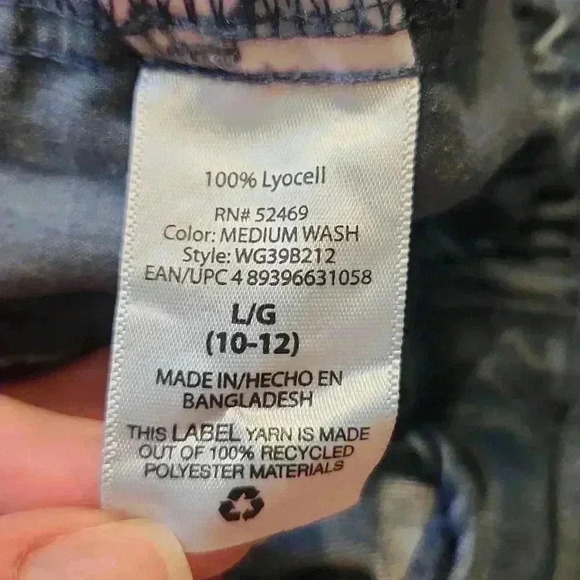 100% Lyocell
RN# 52469
Color: MEDIUM WASH
Style: WG39B212
EAN/UPC 4 89396631058
L/G
(10-12)
MADE IN/HECHO EN
BANGLADESH
THIS LABEL YARN IS MADE
OUT OF 100% RECYCLED
POLYESTER MATERIALS